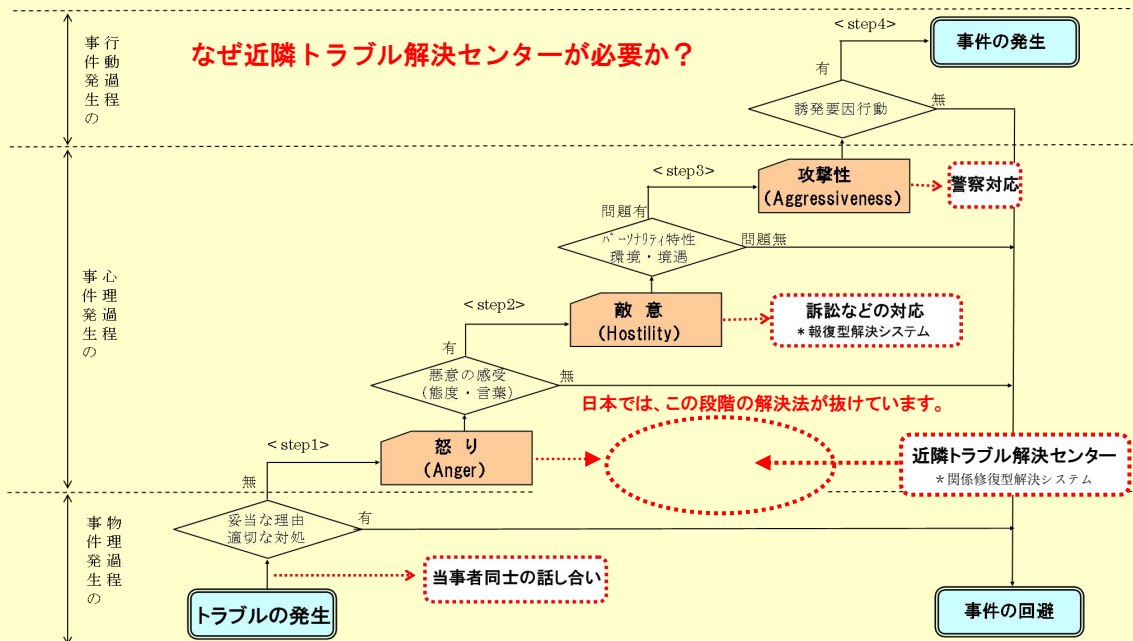 なぜ近隣トラブル解決センターが必要か？
事件発生の
行動過程
<step4>
事件の発生
有
誘発要因行動
無
事件発生の
心理過程
<step3>
攻撃性
(Aggressiveness)
警察対応
問題有
パーソナリティ特性
環境・境遇
問題無
<step2>
敵 意
(Hostility)
訴訟などの対応
＊報復型解決システム
有
悪意の感受
(態度・言葉)
無
日本では、この段階の解決法が抜けています。
<step1>
怒 り
(Anger)
近隣トラブル解決センター
＊関係修復型解決システム
無
事件発生の
物理過程
妥当な理由
適切な対処
有
当事者同士の話し合い
トラブルの発生
事件の回避